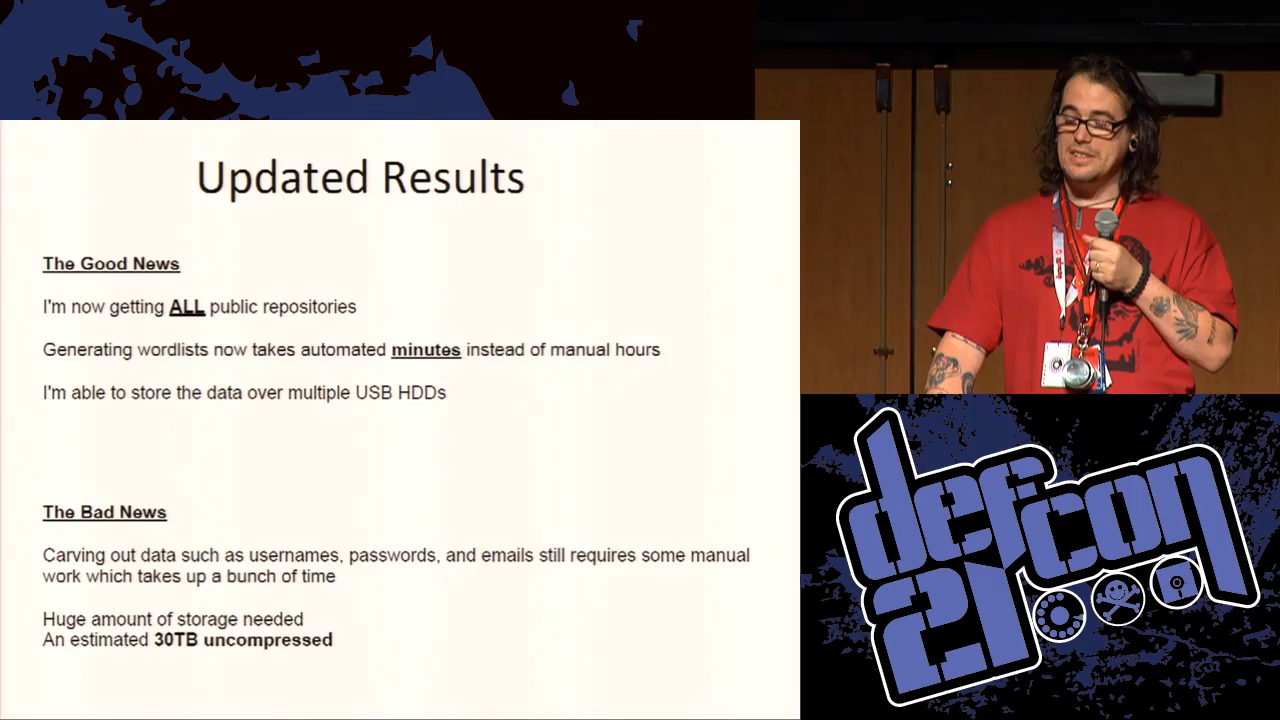 Updated Results
The Good News
I'm now getting ALL public repositories
Generating wordlists now takes automated minutes instead of manual hours
I'm able to store the data over multiple USB HDDs
The Bad News
Carving out data such as usernames, passwords, and emails still requires some manual
work which takes up a bunch of time
Huge amount of storage needed
An estimated 30TB uncompressed
defcon
21